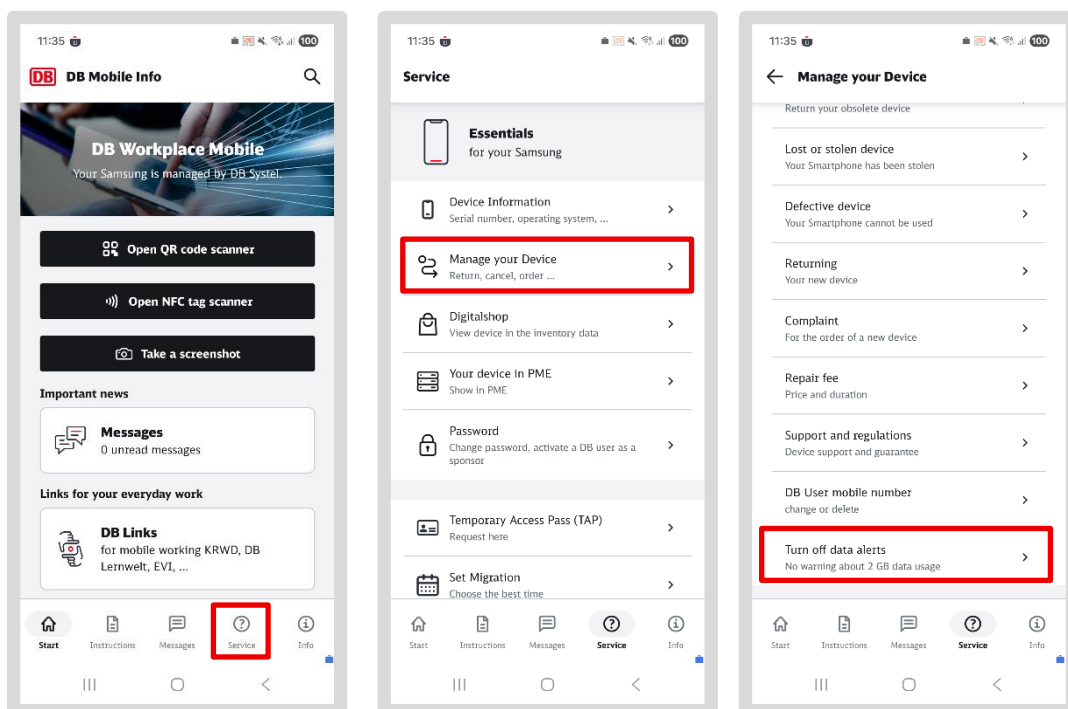 11:35
100
DB DB Mobile Info
DB Workplace Mobile
Your Samsung is managed by DB Systel.
Open QR code scanner
Open NFC tag scanner
Take a screenshot
Important news
Messages
0 unread messages
Links for your everyday work
DB Links
for mobile working KRWD, DB
Lernwelt, EVI, ...
Start Instructions Messages Service Info
11:35
100
Service
Essentials
for your Samsung
Device Information
Serial number, operating system, ...
Manage your Device
Return, cancel, order ...
Digitalshop
View device in the inventory data
Your device in PME
Show in PME
Password
Change password, activate a DB user as a
sponsor
Temporary Access Pass (TAP)
Request here
Set Migration
Choose the best time
Start Instructions Messages Service Info
11:35
100
Manage your Device
Return your obsolete device
Lost or stolen device
Your Smartphone has been stolen
Defective device
Your Smartphone cannot be used
Returning
Your new device
Complaint
For the order of a new device
Repair fee
Price and duration
Support and regulations
Device support and guarantee
DB User mobile number
change or delete
Turn off data alerts
No warning about 2 GB data usage
Start Instructions Messages Service Info